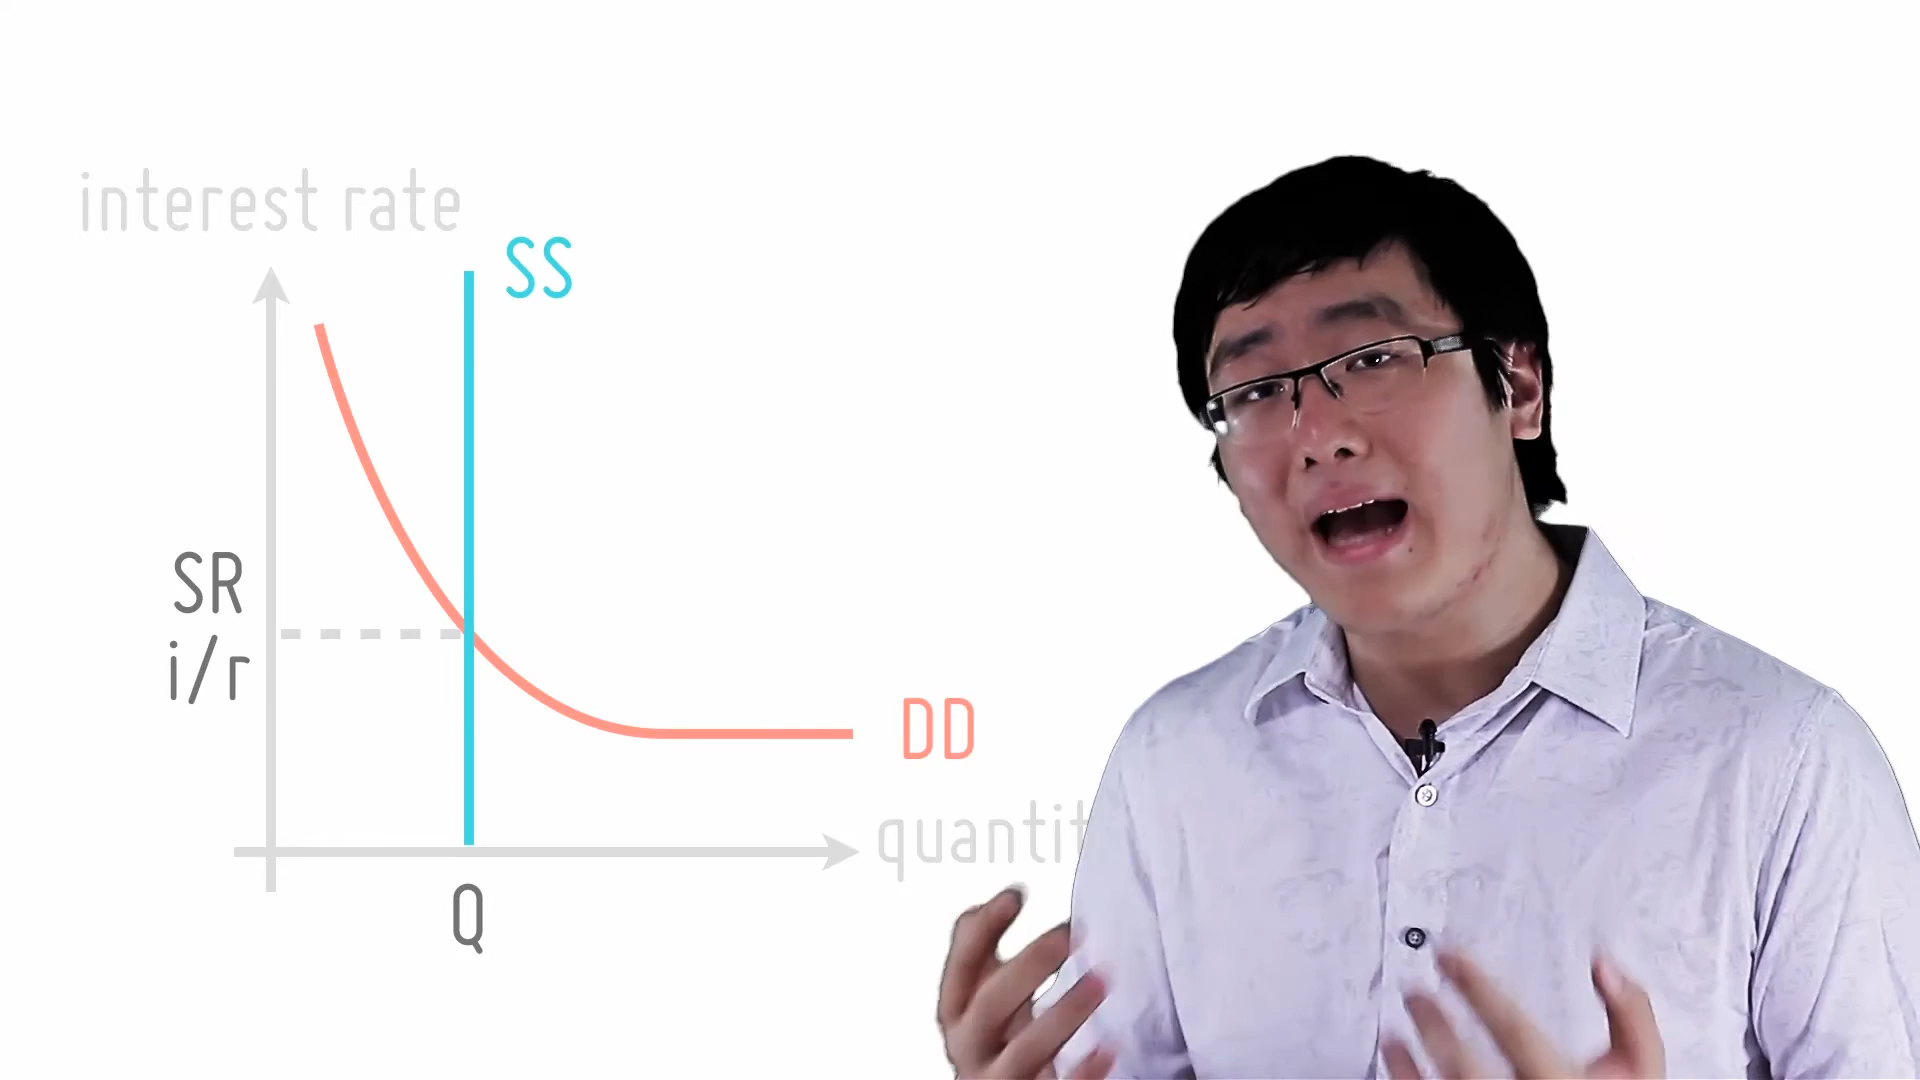 interest rate
SS
SR
i/r
DD
Q